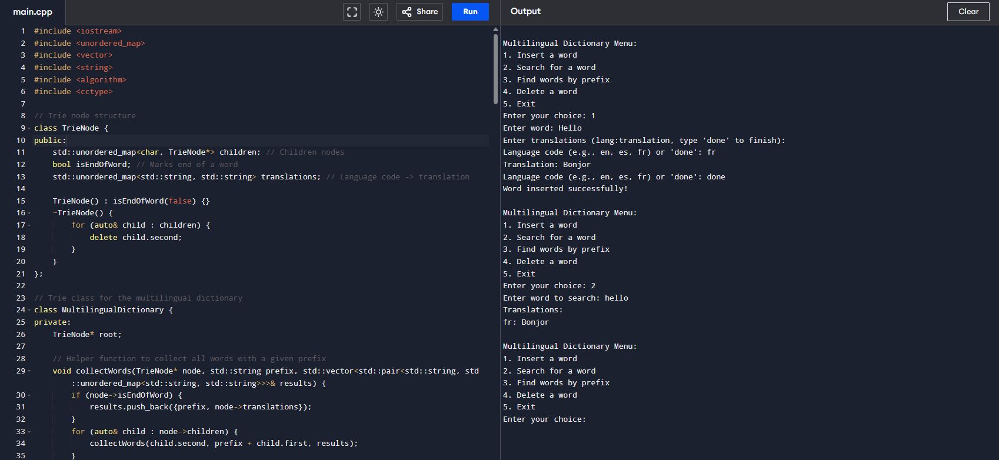 main.cpp
Share
Run
1 #include <iostream>
2 #include <unordered_map>
3 #include <vector>
4 #include <string>
5 #include <algorithm>
6 #include <cctype>
7
8 // Trie node structure
9 class TrieNode {
10 public:
11     std::unordered_map<char, TrieNode*> children; // Children nodes
12     bool isEndOfWord; // Marks end of a word
13     std::unordered_map<std::string, std::string> translations; // Language code -> translation
14
15     TrieNode() : isEndOfWord(false) {}
16     ~TrieNode() {
17         for (auto& child : children) {
18             delete child.second;
19         }
20     }
21 };
22
23 // Trie class for the multilingual dictionary
24 class MultilingualDictionary {
25 private:
26     TrieNode* root;
27
28     // Helper function to collect all words with a given prefix
29     void collectWords(TrieNode* node, std::string prefix, std::vector<std::pair<std::string, std
        ::unordered_map<std::string, std::string>>>& results) {
30         if (node->isEndOfWord) {
31             results.push_back({prefix, node->translations});
32         }
33         for (auto& child : node->children) {
34             collectWords(child.second, prefix + child.first, results);
35         }
Output
Clear
Multilingual Dictionary Menu:
1. Insert a word
2. Search for a word
3. Find words by prefix
4. Delete a word
5. Exit
Enter your choice: 1
Enter word: Hello
Enter translations (lang:translation, type 'done' to finish):
Language code (e.g., en, es, fr) or 'done': fr
Translation: Bonjor
Language code (e.g., en, es, fr) or 'done': done
Word inserted successfully!
Multilingual Dictionary Menu:
1. Insert a word
2. Search for a word
3. Find words by prefix
4. Delete a word
5. Exit
Enter your choice: 2
Enter word to search: hello
Translations:
fr: Bonjor
Multilingual Dictionary Menu:
1. Insert a word
2. Search for a word
3. Find words by prefix
4. Delete a word
5. Exit
Enter your choice: